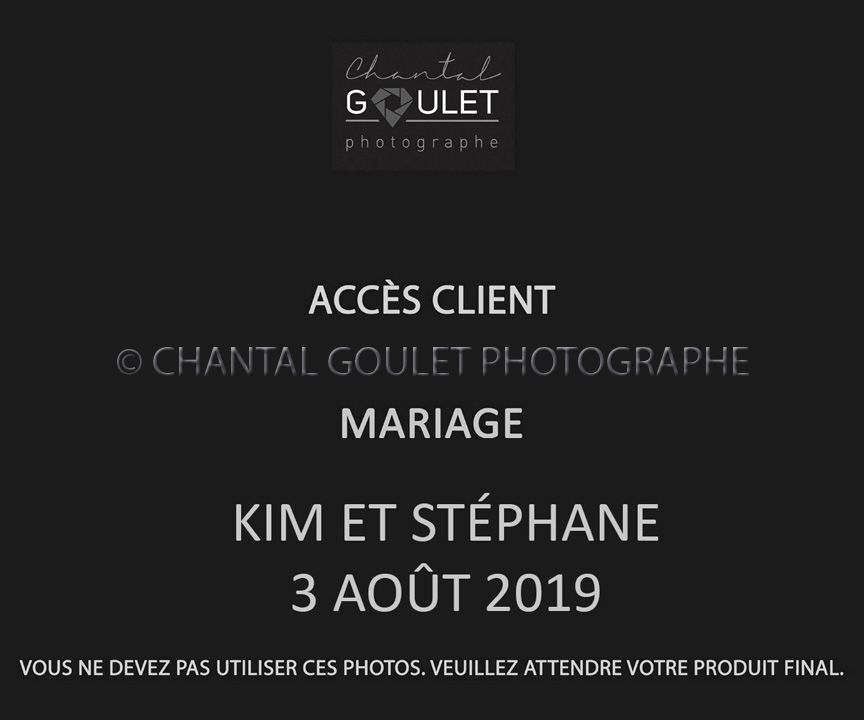 Chantal
GOULET
photographe
ACCÈS CLIENT
© CHANTAL GOULET PHOTOGRAPHE
MARIAGE
KIM ET STÉPHANE
3 AOÛT 2019
VOUS NE DEVEZ PAS UTILISER CES PHOTOS. VEUILLEZ ATTENDRE VOTRE PRODUIT FINAL.